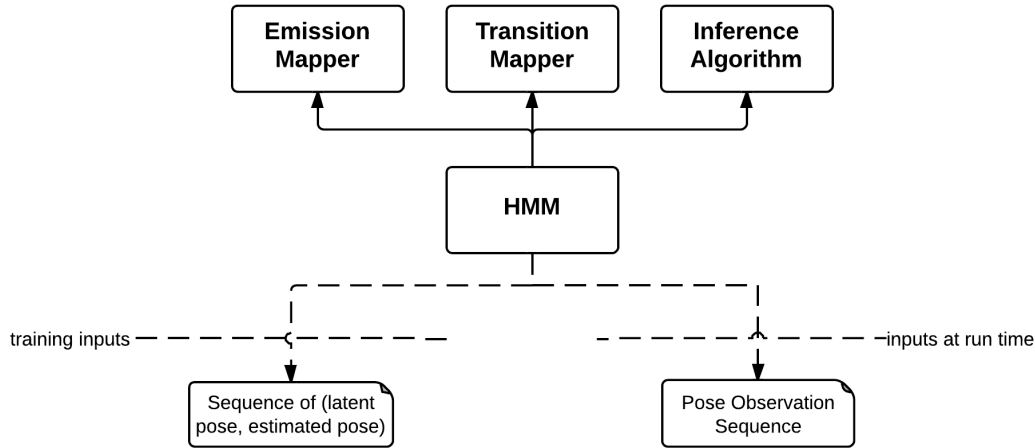 Emission
Mapper
Transition
Mapper
Inference
Algorithm
HMM
training inputs
inputs at run time
Sequence of (latent
pose, estimated pose)
Pose Observation
Sequence